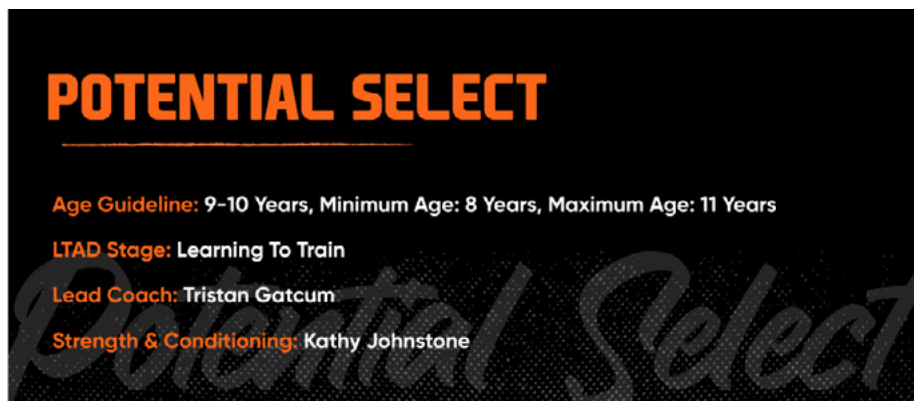 POTENTIAL SELECT
Age Guideline: 9-10 Years, Minimum Age: 8 Years, Maximum Age: 11 Years
LTAD Stage: Learning To Train
Lead Coach: Tristan Gatcum
Strength & Conditioning: Kathy Johnstone
Potential Select